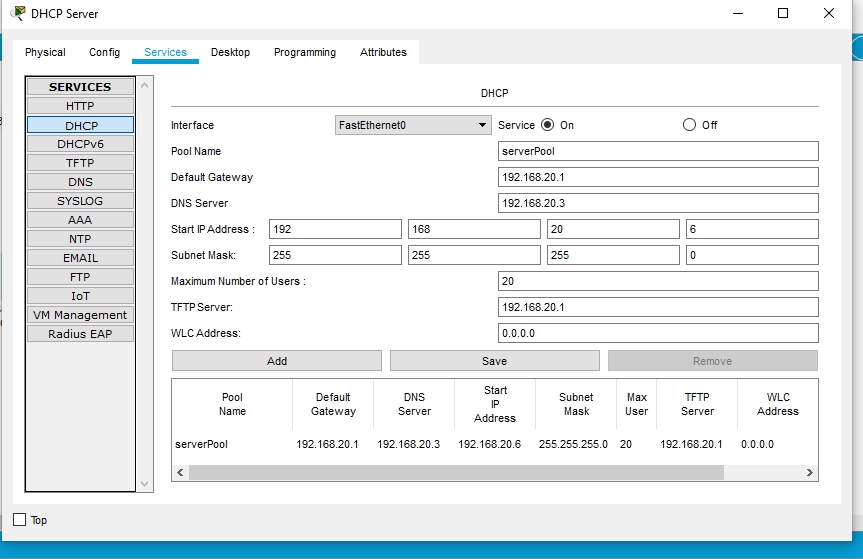 DHCP Server
Physical Config Services Desktop Programming Attributes
SERVICES
HTTP
DHCP
DHCPv6
TFTP
DNS
SYSLOG
AAA
NTP
EMAIL
FTP
IoT
VM Management
Radius EAP
DHCP
Interface FastEthernet0 Service On Off
Pool Name serverPool
Default Gateway 192.168.20.1
DNS Server 192.168.20.3
Start IP Address : 192 168 20 6
Subnet Mask: 255 255 255 0
Maximum Number of Users : 20
TFTP Server: 192.168.20.1
WLC Address: 0.0.0.0
Add Save Remove
Pool Name Default Gateway DNS Server Start IP Address Subnet Mask Max User TFTP Server WLC Address
serverPool 192.168.20.1 192.168.20.3 192.168.20.6 255.255.255.0 20 192.168.20.1 0.0.0.0
Top